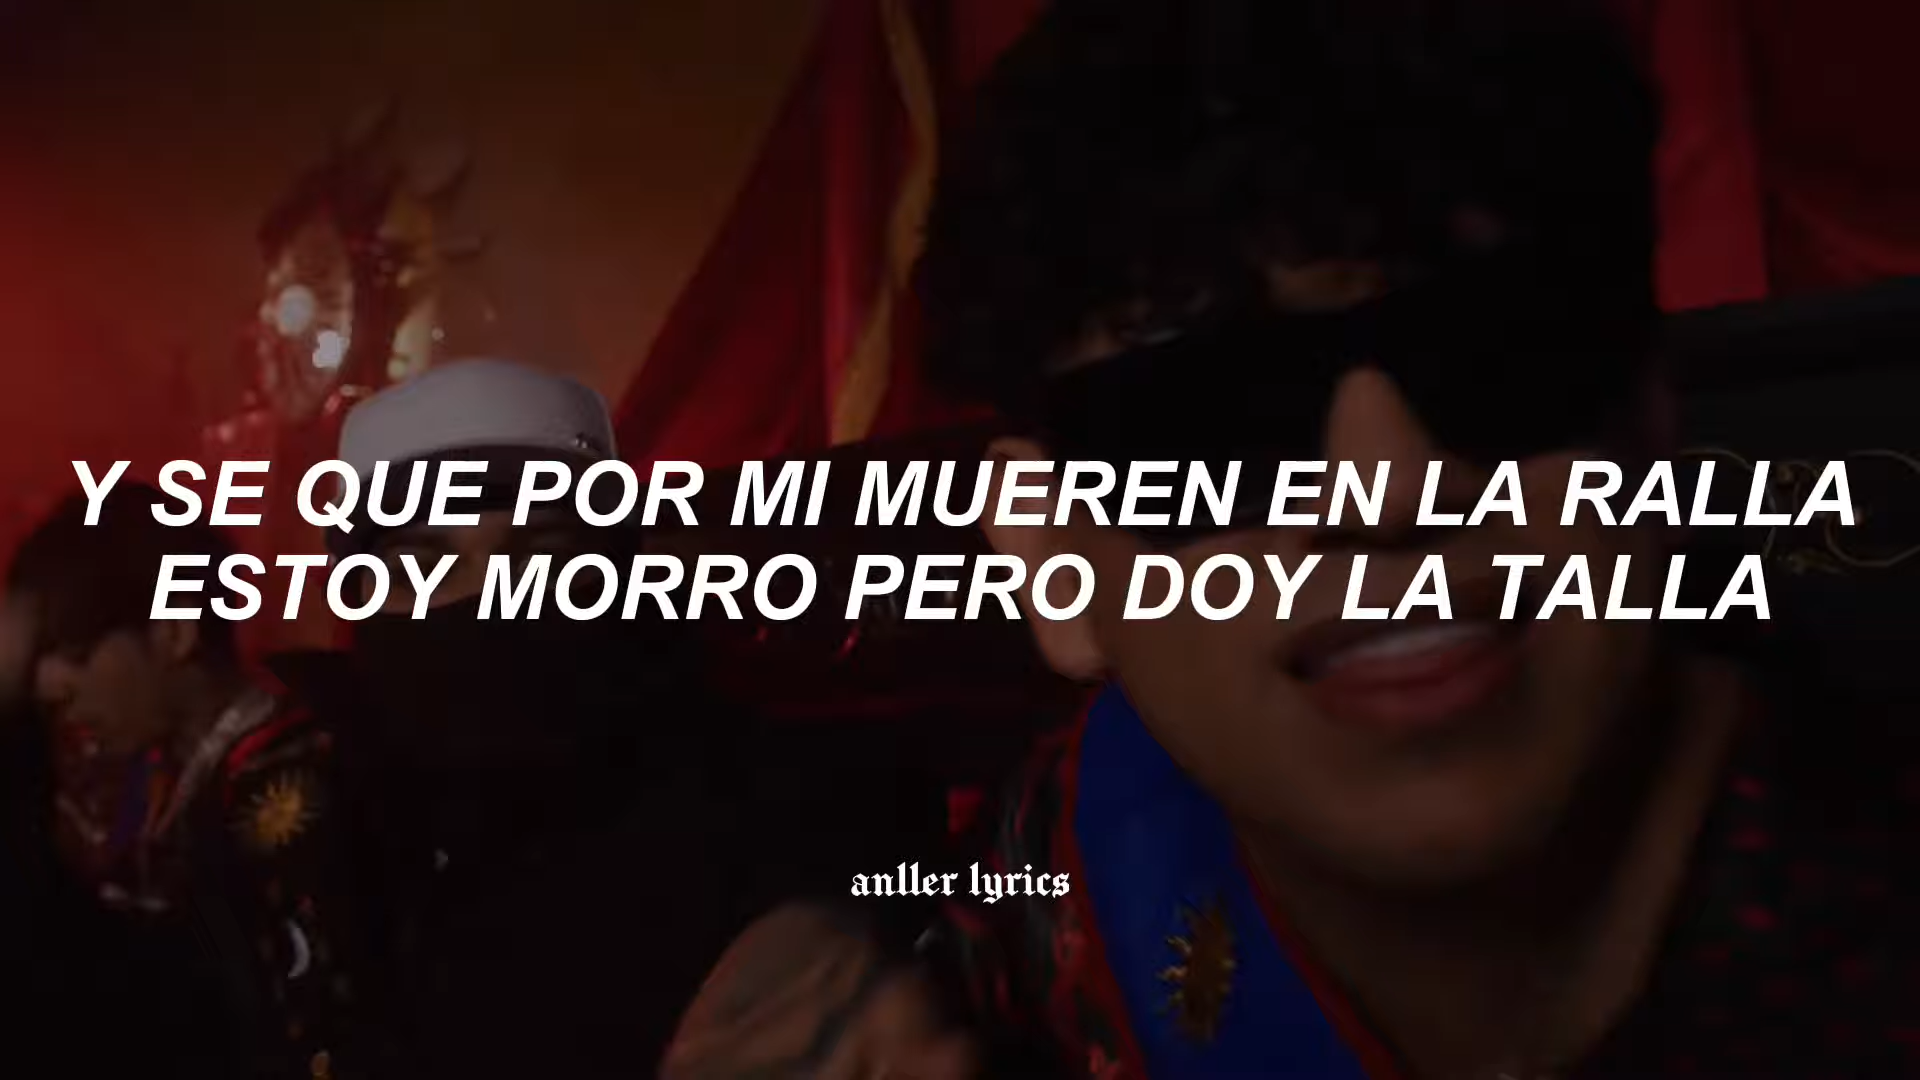 Y SE QUE POR MI MUEREN EN LA RALLA
ESTOY MORRO PERO DOY LA TALLA
anller lyrics